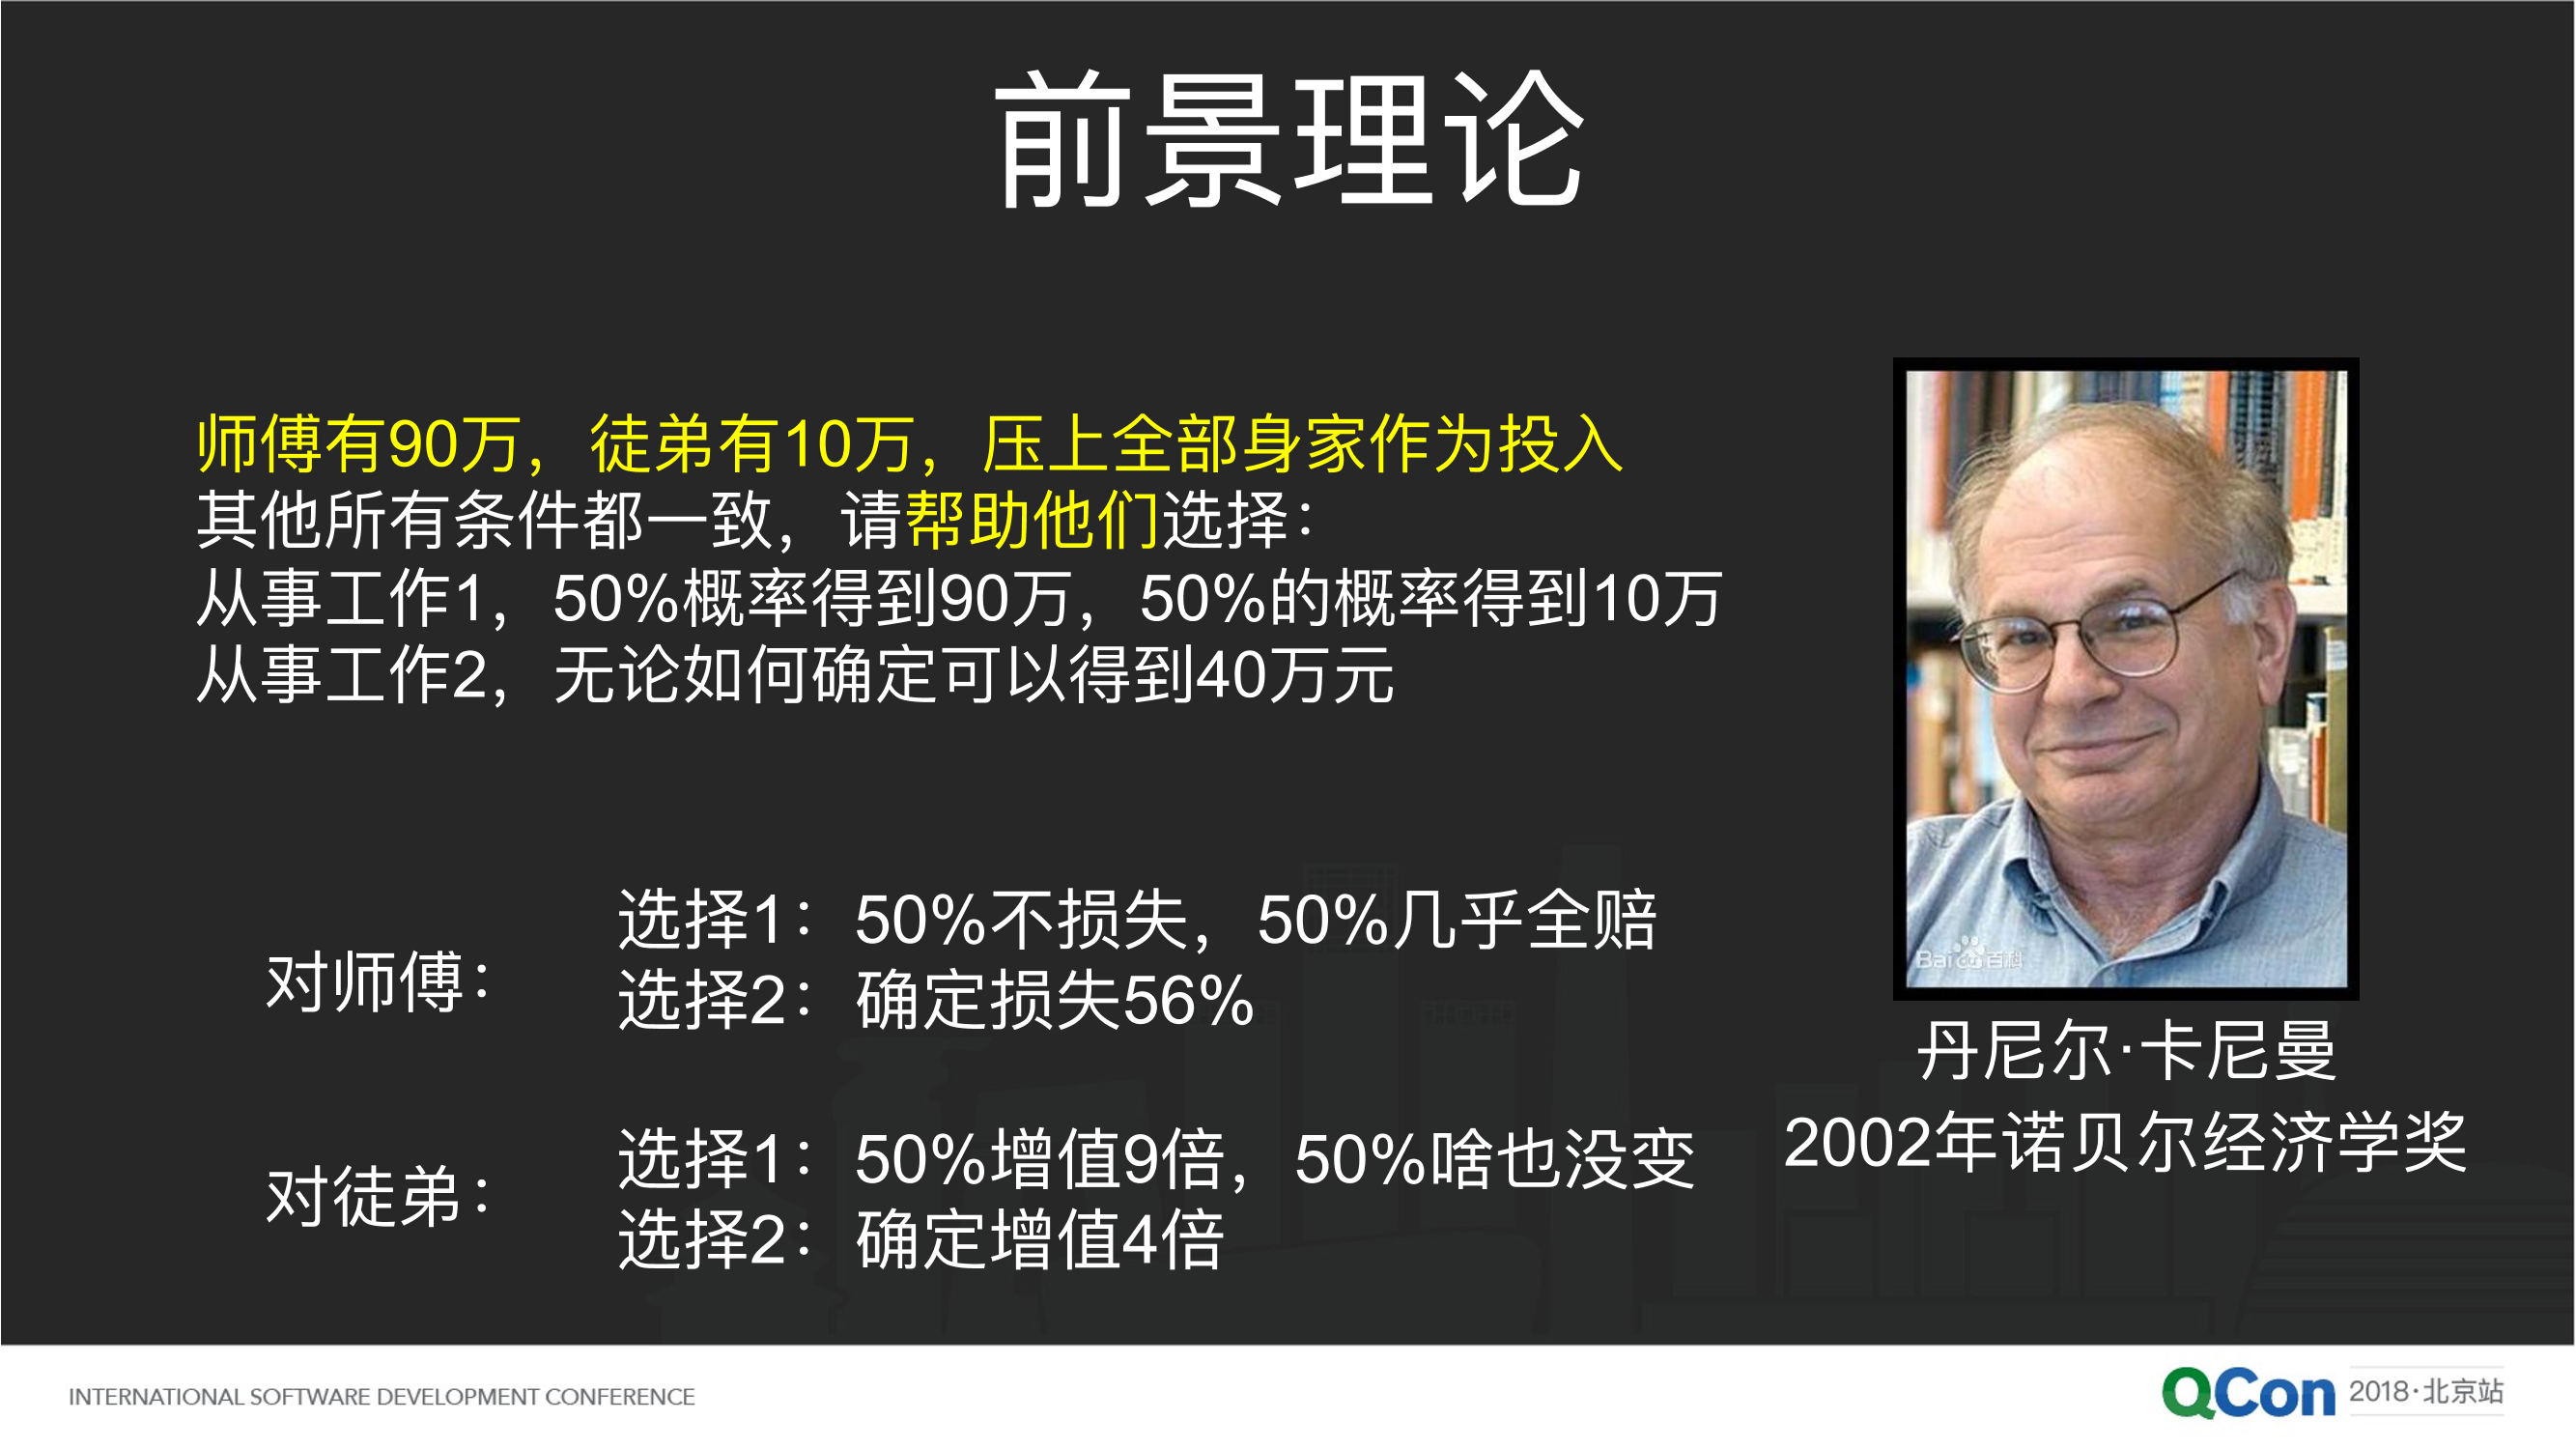 前景理论
师傅有90万，徒弟有10万，压上全部身家作为投入
其他所有条件都一致，请帮助他们选择：
从事工作1，50%概率得到90万，50%的概率得到10万
从事工作2，无论如何确定可以得到40万元
对师傅：
选择1：50%不损失，50%几乎全赔
选择2：确定损失56%
对徒弟：
选择1：50%增值9倍，50%啥也没变
选择2：确定增值4倍
Baidu百科
丹尼尔·卡尼曼
2002年诺贝尔经济学奖
INTERNATIONAL SOFTWARE DEVELOPMENT CONFERENCE
QCon 2018·北京站